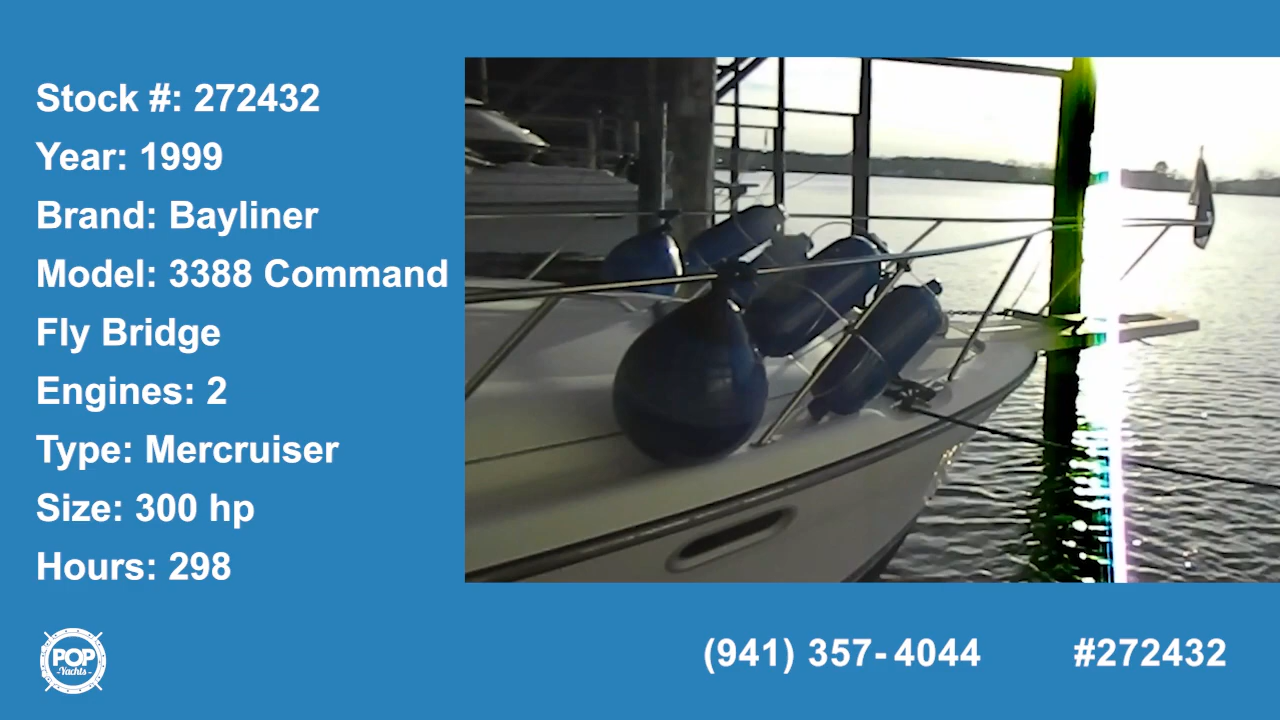 Stock #: 272432
Year: 1999
Brand: Bayliner
Model: 3388 Command
Fly Bridge
Engines: 2
Type: Mercruiser
Size: 300 hp
Hours: 298
POP
-Yachts-
(941) 357-4044
#272432